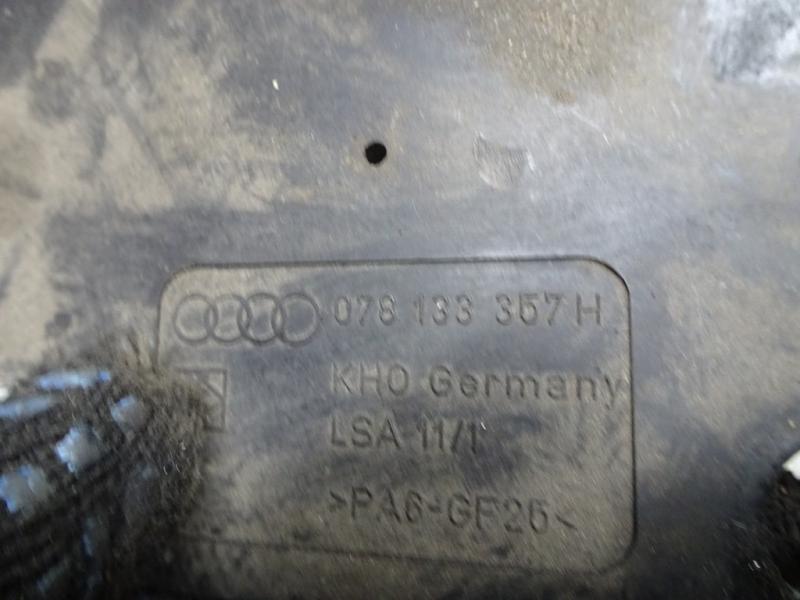 078 133 357 H
KHO Germany
LSA 11/1
>PA6-GF25<